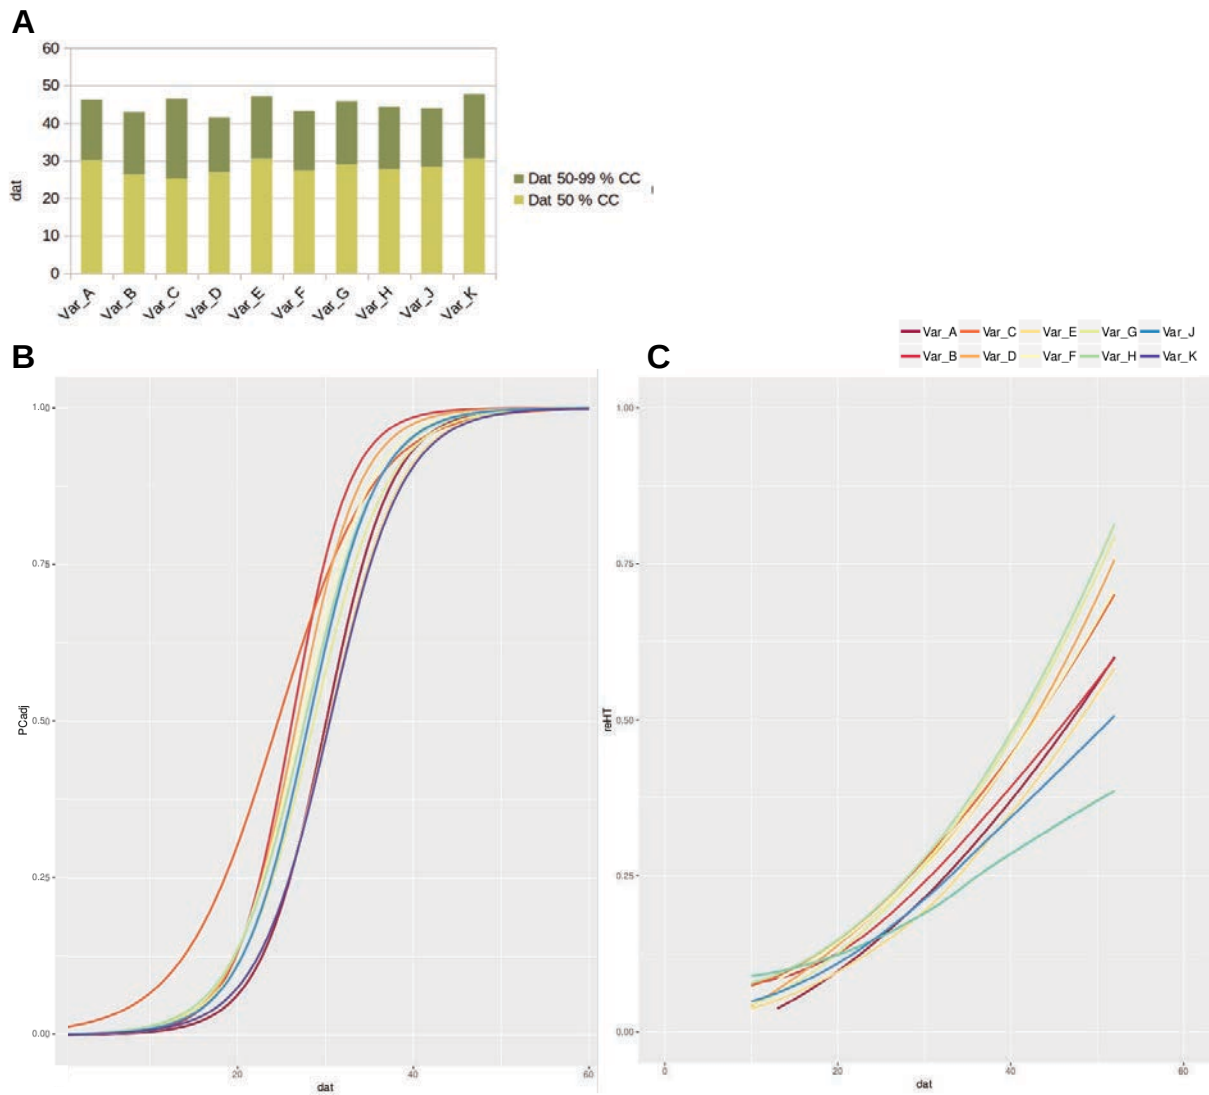 A
60
50
40
30
20
10
0
dat
Var_A
Var_B
Var_C
Var_D
Var_E
Var_F
Var_G
Var_H
Var_J
Var_K
Dat 50-99 % CC
Dat 50 % CC
B
1.00
0.75
0.50
0.25
0.00
PCadj
20
40
60
dat
C
Var_A Var_C Var_E Var_G Var_J
Var_B Var_D Var_F Var_H Var_K
1.00
0.75
0.50
0.25
0.00
reHT
0
20
40
60
dat